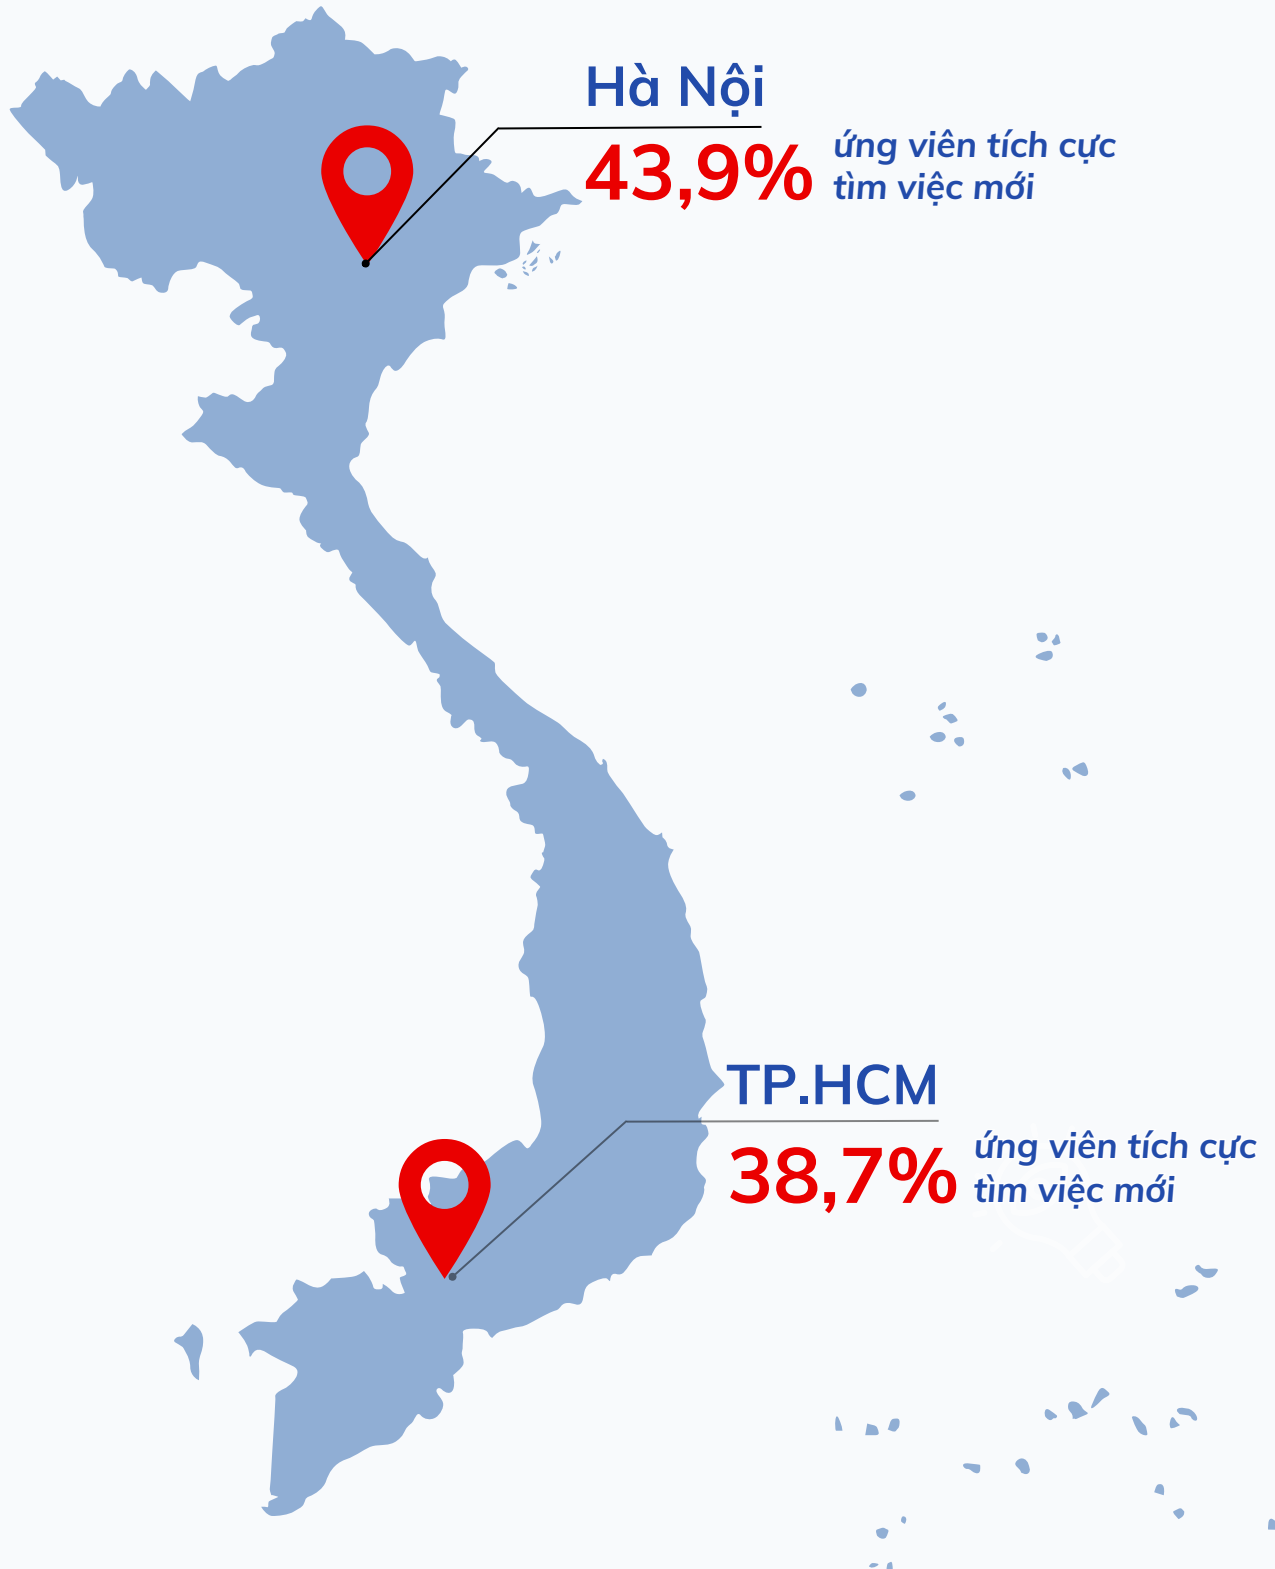 Hà Nội
43,9%
ứng viên tích cực
tìm việc mới
TP.HCM
38,7%
ứng viên tích cực
tìm việc mới